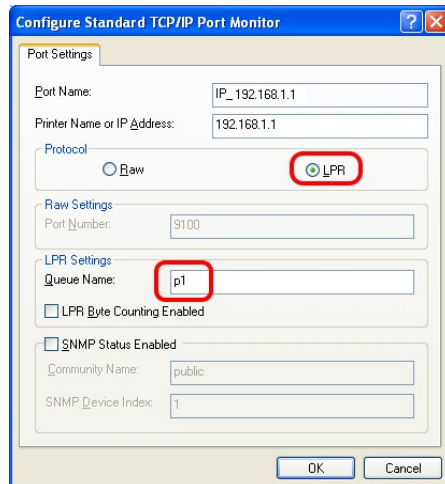 Configure Standard TCP/IP Port Monitor
Port Settings
Port Name: IP_192.168.1.1
Printer Name or IP Address: 192.168.1.1
Protocol
Raw LPR
Raw Settings
Port Number: 9100
LPR Settings
Queue Name: p1
LPR Byte Counting Enabled
SNMP Status Enabled
Community Name: public
SNMP Device Index: 1
OK Cancel